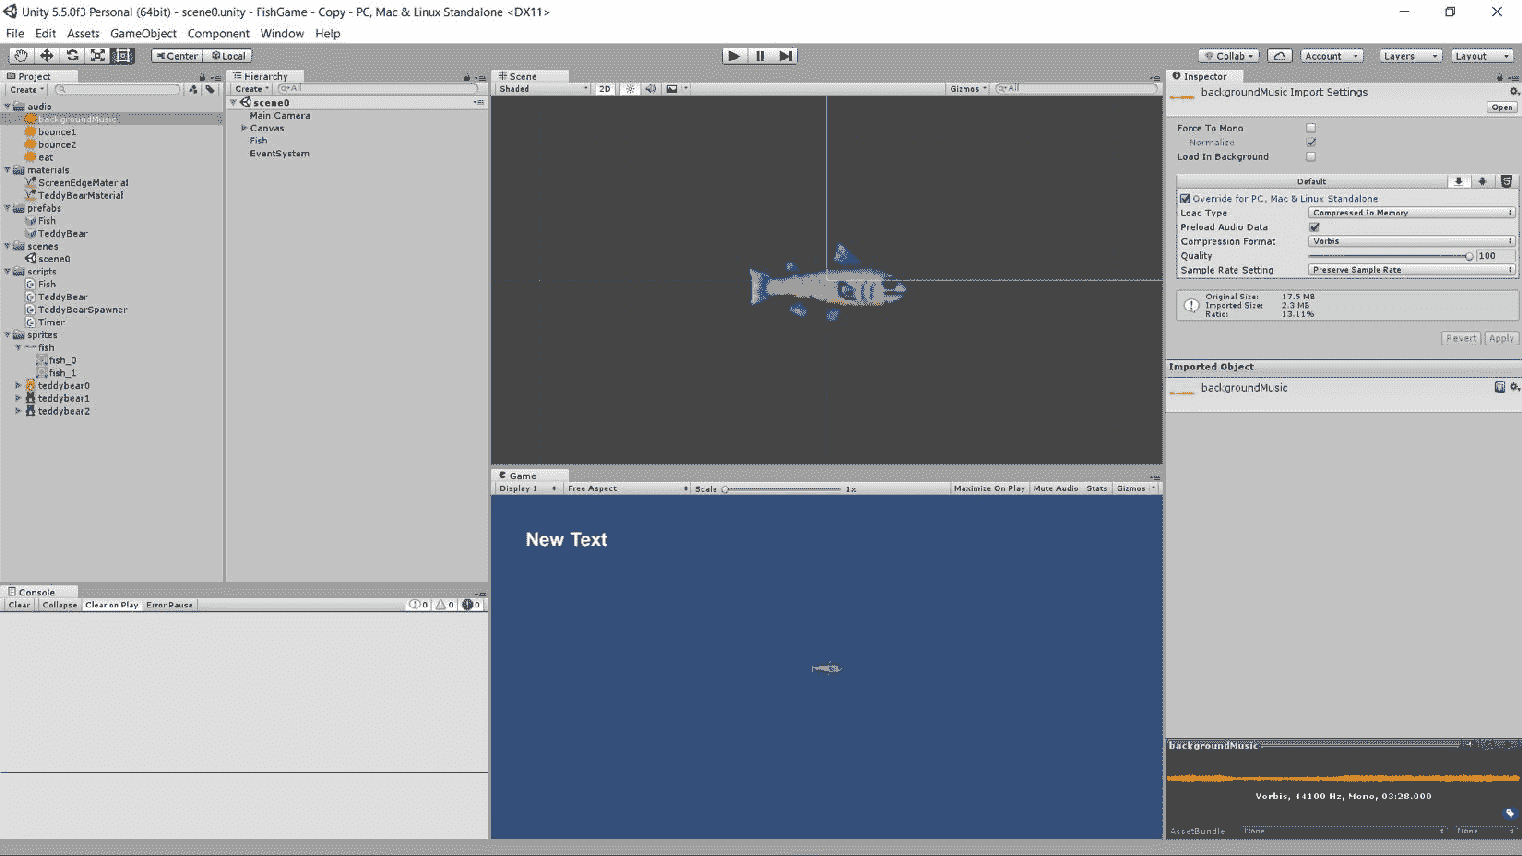 Unity 5.5.0f3 Personal (64bit) - scene0.unity - FishGame - Copy - PC, Mac & Linux Standalone <DX11>
File Edit Assets GameObject Component Window Help
Center Local
Collab Account Layers Layout
Project
Create
audio
backgroundMusic
bounce1
bounce2
eat
materials
ScreenEdgeMaterial
TeddyBearMaterial
prefabs
Fish
TeddyBear
scenes
scene0
scripts
Fish
TeddyBear
TeddyBearSpawner
Timer
sprites
fish
fish_0
fish_1
teddybear0
teddybear1
teddybear2
Hierarchy
Create All
scene0
Main Camera
Canvas
Fish
EventSystem
Scene
Shaded 2D Gizmos All
Game
Display 1 Free Aspect Scale 1x Maximize On Play Mute Audio Stats Gizmos
New Text
Console
Clear Collapse Clear on Play Error Pause 0 0 0
Inspector
backgroundMusic Import Settings
Open
Force To Mono
Normalize
Load In Background
Default
Override for PC, Mac & Linux Standalone
Load Type Compressed In Memory
Preload Audio Data
Compression Format Vorbis
Quality 100
Sample Rate Setting Preserve Sample Rate
Original Size: 17.5 MB
Imported Size: 2.3 MB
Ratio: 13.11%
Revert Apply
Imported Object
backgroundMusic
backgroundMusic
Vorbis, 44100 Hz, Mono, 03:28.000
AssetBundle None None